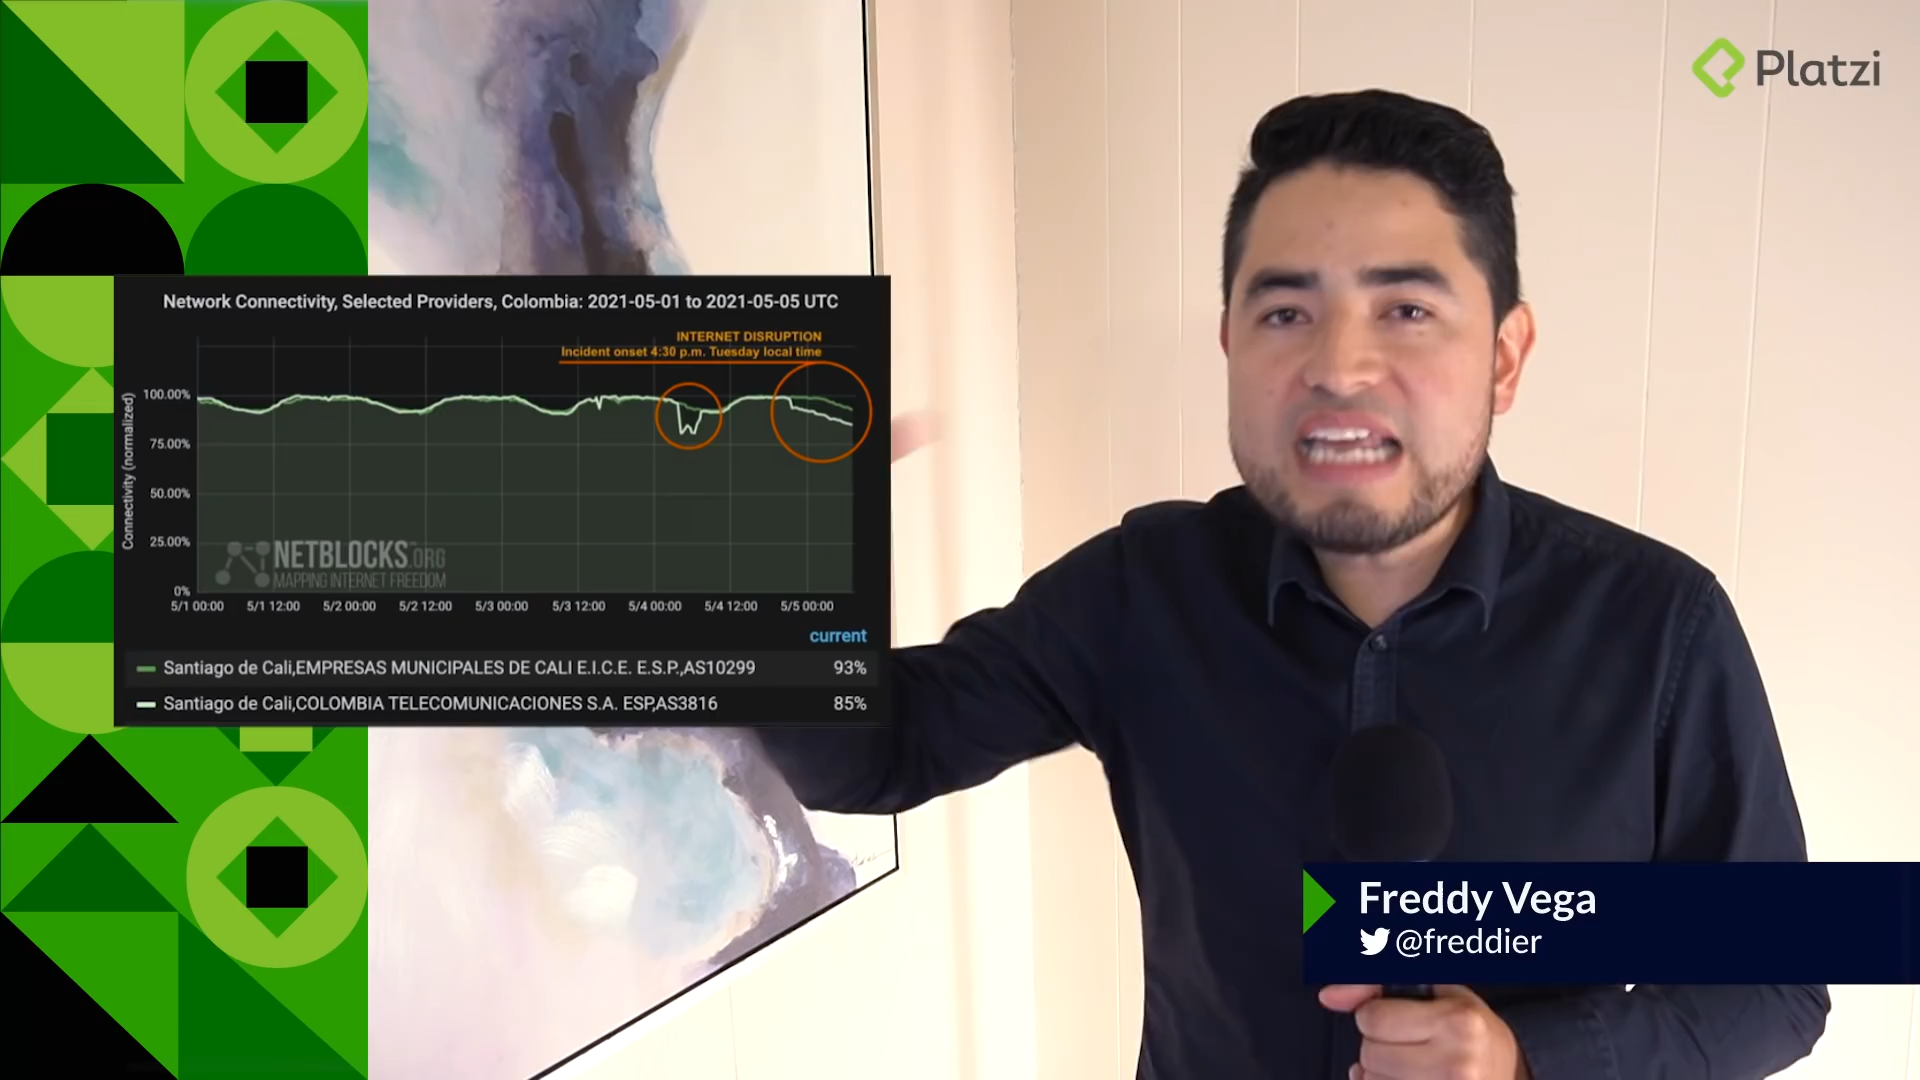 Platzi
Network Connectivity, Selected Providers, Colombia: 2021-05-01 to 2021-05-05 UTC
INTERNET DISRUPTION
Incident onset 4:30 p.m. Tuesday local time
Connectivity (normalized)
100.00%
75.00%
50.00%
25.00%
0%
NETBLOCKS.ORG
MAPPING INTERNET FREEDOM
5/1 00:00 5/1 12:00 5/2 00:00 5/2 12:00 5/3 00:00 5/3 12:00 5/4 00:00 5/4 12:00 5/5 00:00
current
Santiago de Cali,EMPRESAS MUNICIPALES DE CALI E.I.C.E. E.S.P.,AS10299 93%
Santiago de Cali,COLOMBIA TELECOMUNICACIONES S.A. ESP,AS3816 85%
Freddy Vega
@freddier